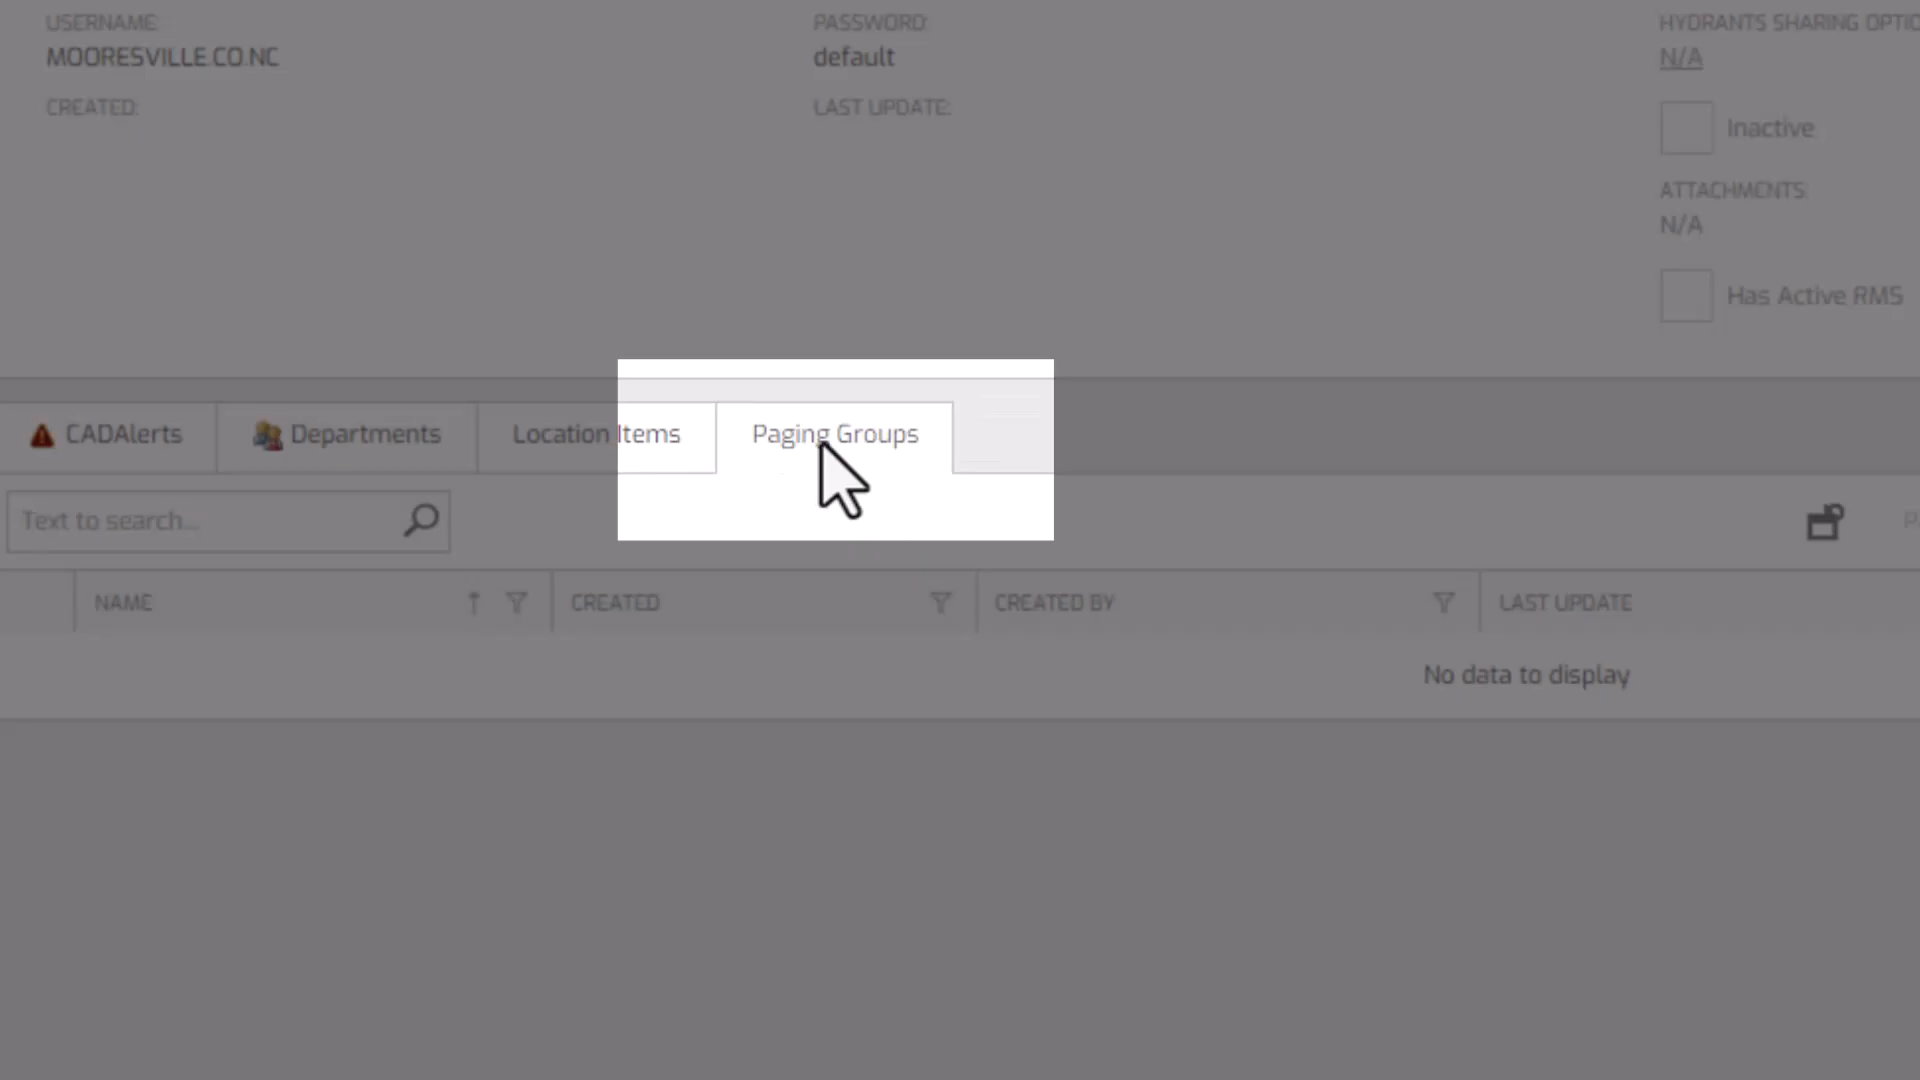 USERNAME:
MOORESVILLE.CO.NC
CREATED:
PASSWORD:
default
LAST UPDATE:
HYDRANTS SHARING OPTIO
N/A
Inactive
ATTACHMENTS:
N/A
Has Active RMS
CADAlerts
Departments
Location Items
Paging Groups
Text to search...
P
NAME
CREATED
CREATED BY
LAST UPDATE
No data to display